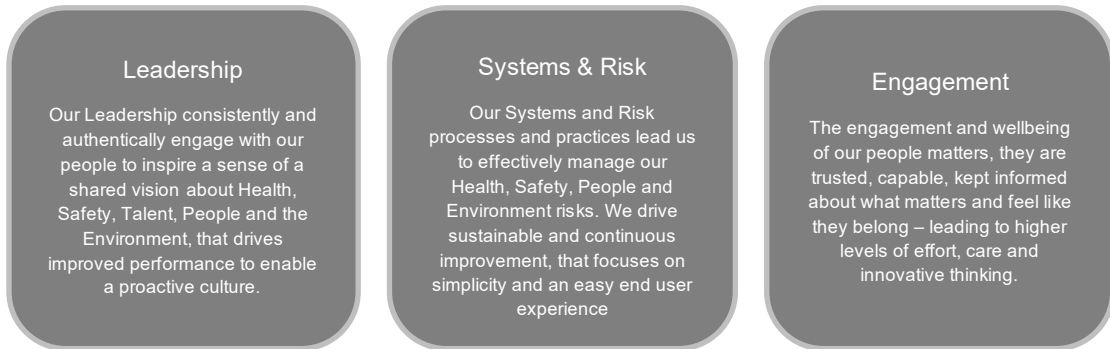 Leadership
Our Leadership consistently and
authentically engage with our
people to inspire a sense of a
shared vision about Health,
Safety, Talent, People and the
Environment, that drives
improved performance to enable
a proactive culture.
Systems & Risk
Our Systems and Risk
processes and practices lead us
to effectively manage our
Health, Safety, People and
Environment risks. We drive
sustainable and continuous
improvement, that focuses on
simplicity and an easy end user
experience
Engagement
The engagement and wellbeing
of our people matters, they are
trusted, capable, kept informed
about what matters and feel like
they belong – leading to higher
levels of effort, care and
innovative thinking.